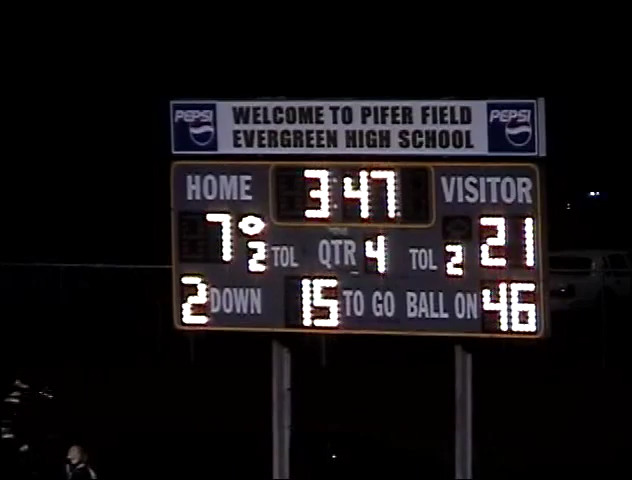 PEPSI WELCOME TO PIFER FIELD PEPSI
EVERGREEN HIGH SCHOOL
HOME 3:47 VISITOR
7 21
2 TOL QTR 4 TOL 2
2 DOWN 15 TO GO BALL ON 46